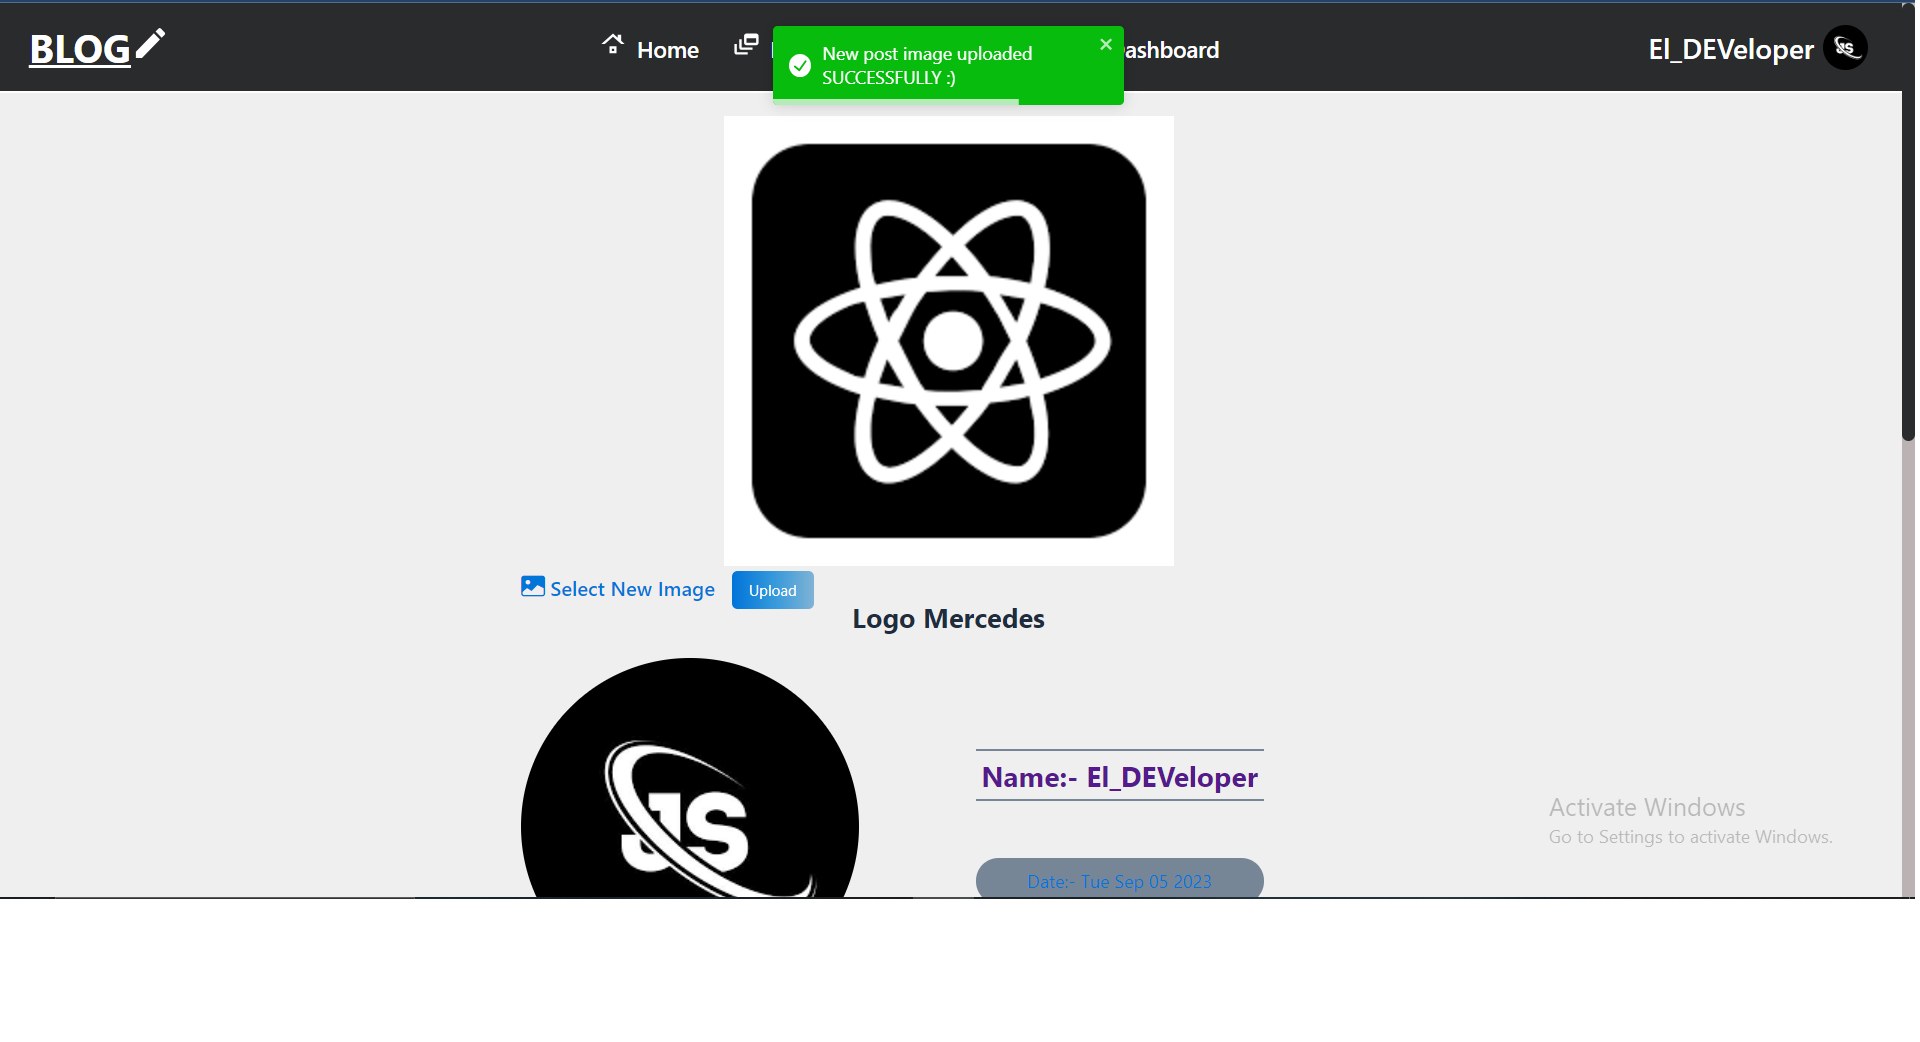 BLOG
Home
ashboard
El_DEVeloper
New post image uploaded
SUCCESSFULLY :)
Select New Image
Upload
Logo Mercedes
JS
Name:- El_DEVeloper
Date:- Tue Sep 05 2023
Activate Windows
Go to Settings to activate Windows.